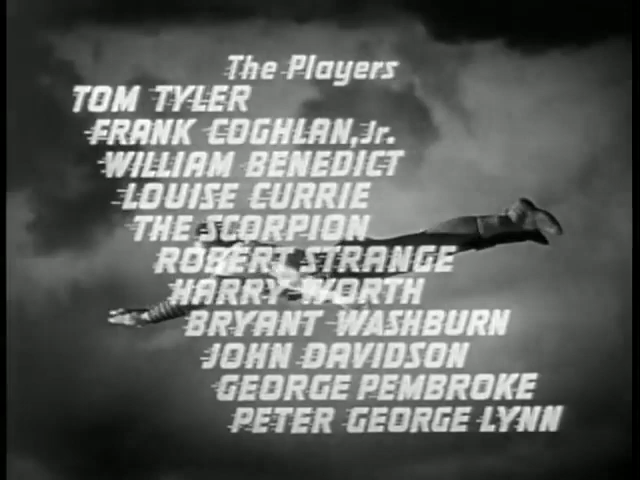 The Players
TOM TYLER
FRANK COGHLAN, Jr.
WILLIAM BENEDICT
LOUISE CURRIE
THE SCORPION
ROBERT STRANGE
HARRY WORTH
BRYANT WASHBURN
JOHN DAVIDSON
GEORGE PEMBROKE
PETER GEORGE LYNN